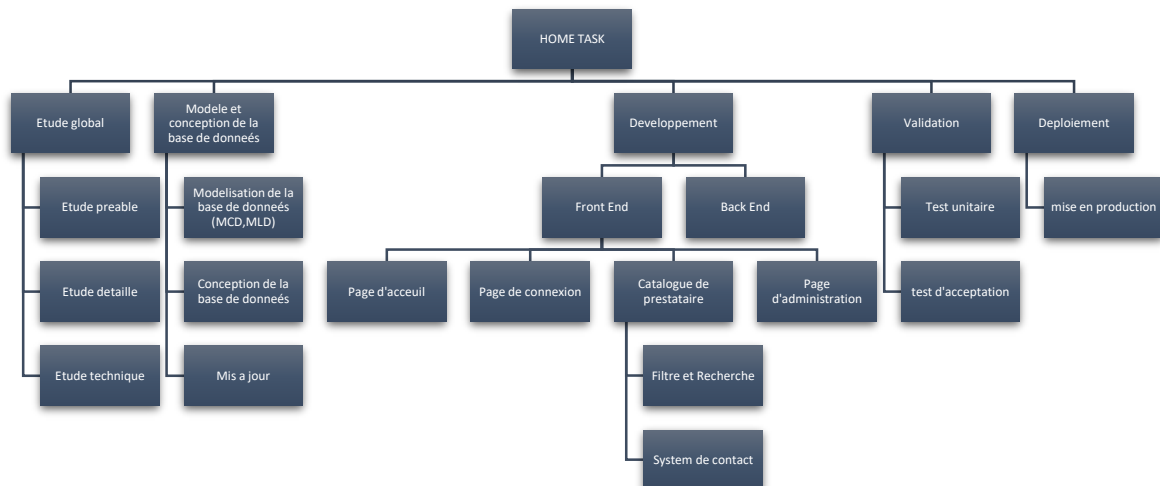 HOME TASK
Etude global
Modele et
conception de la
base de donneés
Developpement
Validation
Deploiement
Etude preable
Modelisation de la
base de donneés
(MCD,MLD)
Front End
Back End
Test unitaire
mise en production
Etude detaille
Conception de la
base de donneés
Page d'acceuil
Page de connexion
Catalogue de
prestataire
Page
d'administration
test d'acceptation
Etude technique
Mis a jour
Filtre et Recherche
System de contact